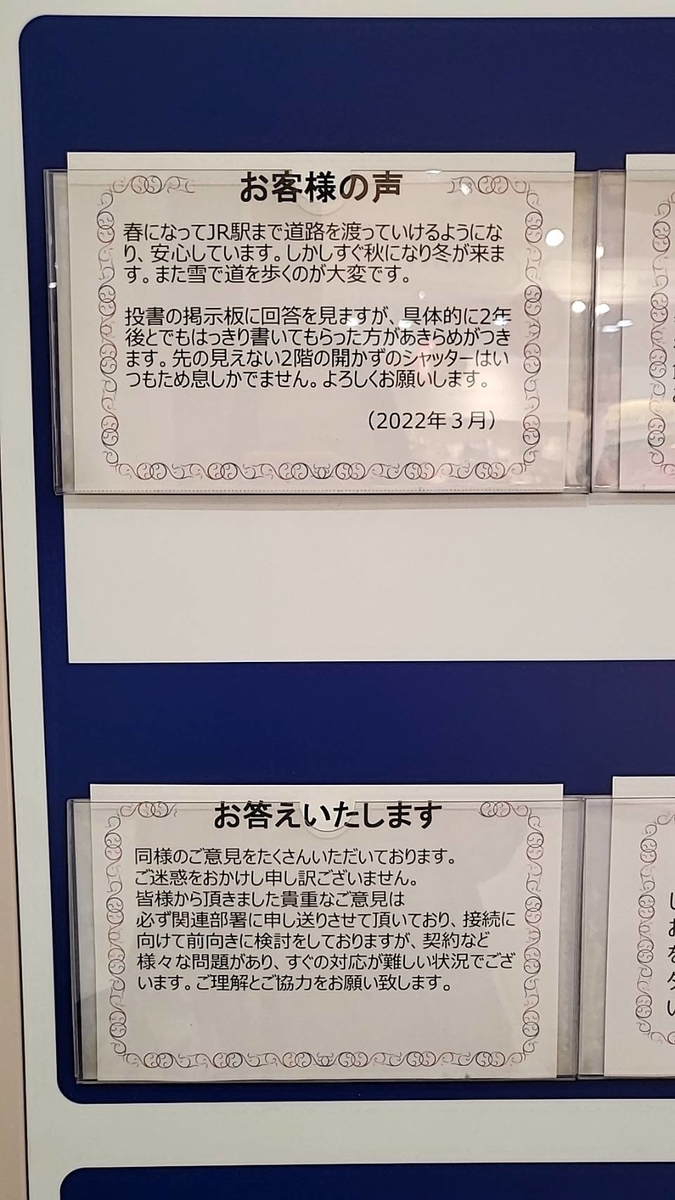 お客様の声
春になってJR駅まで道路を渡っていけるようにな
り、安心しています。しかしすぐ秋になり冬が来ま
す。また雪で道を歩くのが大変です。
投書の掲示板に回答を見ますが、具体的に2年
後とでもはっきり書いてもらった方があきらめがつき
ます。先の見えない2階の開かずのシャッターはい
つもため息しかでません。よろしくお願いします。
（2022年３月）
お答えいたします
同様のご意見をたくさんいただいております。
ご迷惑をおかけし申し訳ございません。
皆様から頂きました貴重なご意見は
必ず関連部署に申し送りさせて頂いており、接続に
向けて前向きに検討をしておりますが、契約など
様々な問題があり、すぐの対応が難しい状況でござ
います。ご理解とご協力をお願い致します。